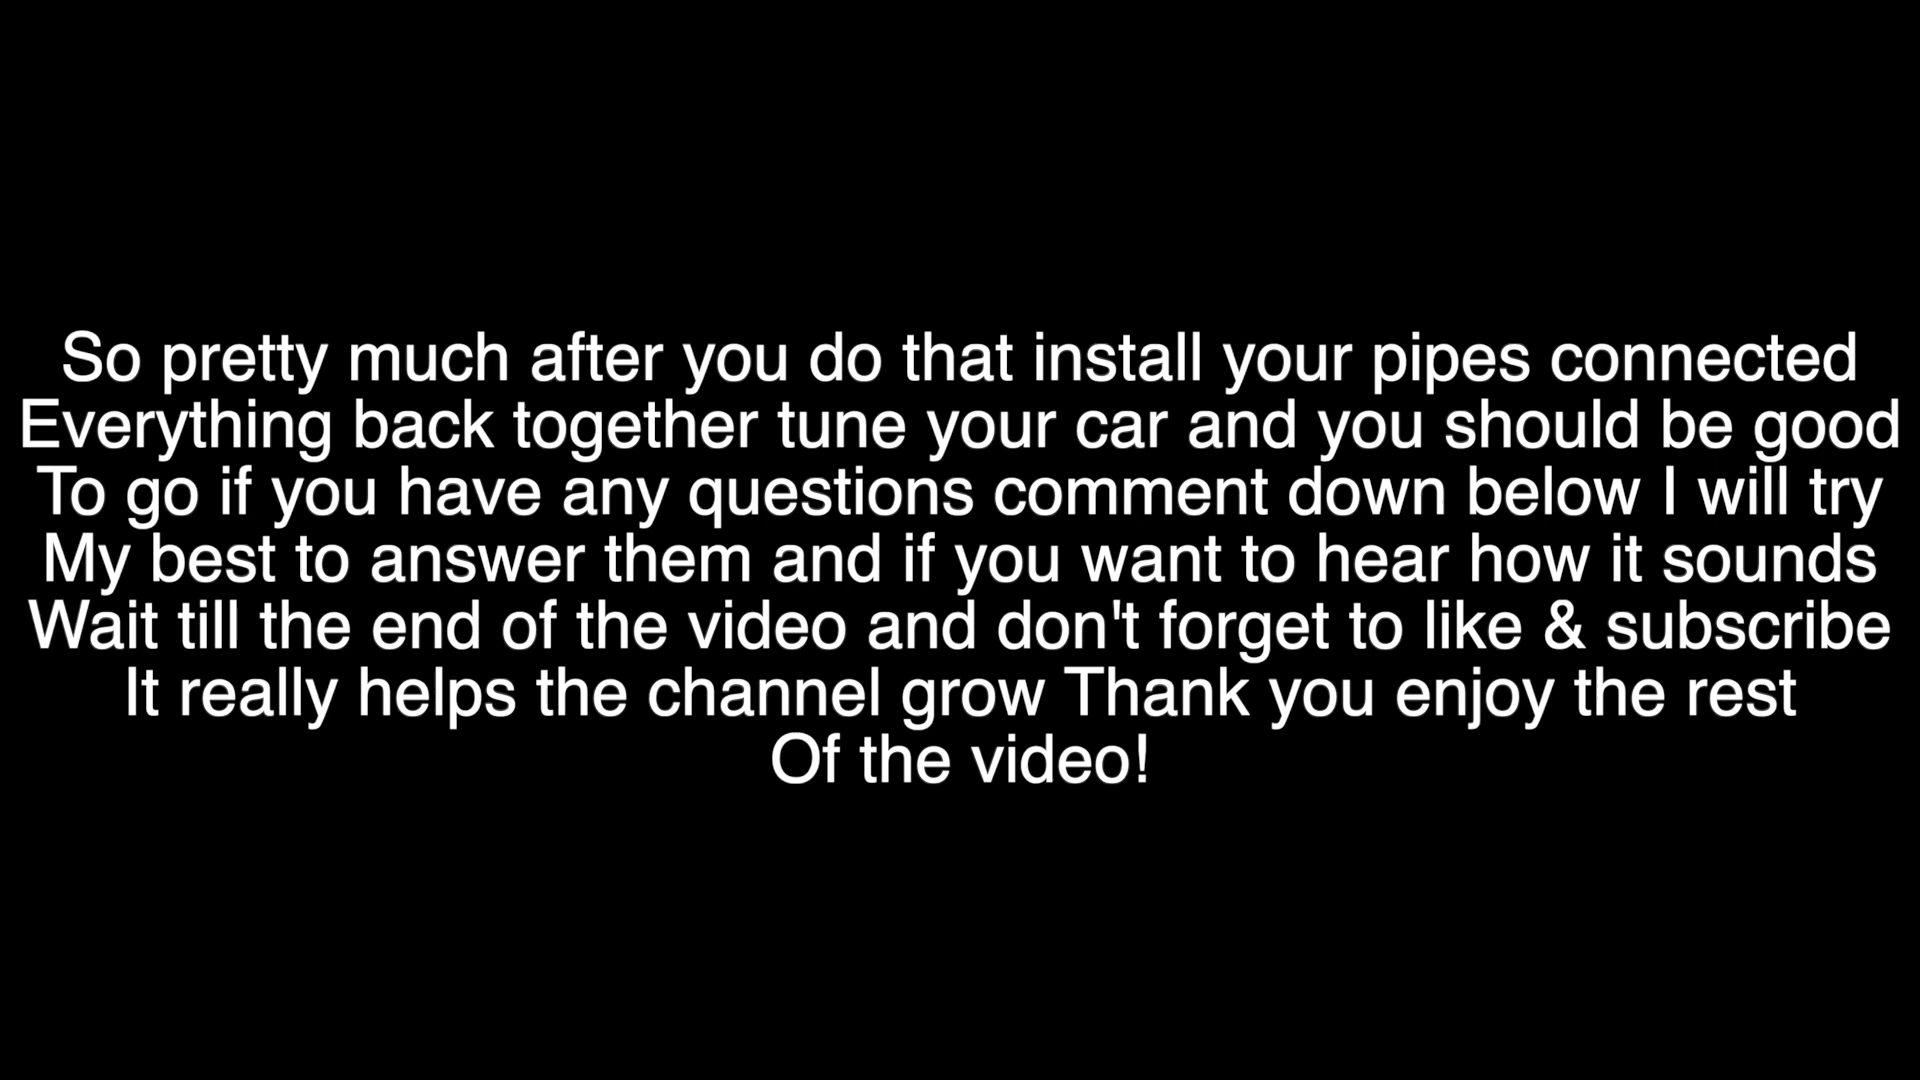 So pretty much after you do that install your pipes connected
Everything back together tune your car and you should be good
To go if you have any questions comment down below I will try
My best to answer them and if you want to hear how it sounds
Wait till the end of the video and don't forget to like & subscribe
It really helps the channel grow Thank you enjoy the rest
Of the video!